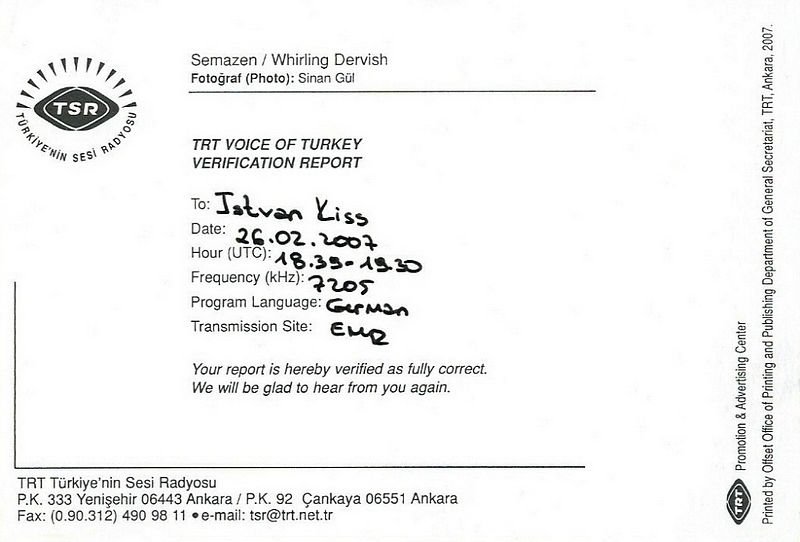 TSR
TÜRKİYE'NİN SESİ RADYOSU
Semazen / Whirling Dervish
Fotoğraf (Photo): Sinan Gül
TRT VOICE OF TURKEY
VERIFICATION REPORT
To: Istvan Kiss
Date: 26.02.2007
Hour (UTC): 18.39-19.30
Frequency (kHz): 7205
Program Language: German
Transmission Site: EMR
Your report is hereby verified as fully correct.
We will be glad to hear from you again.
TRT Türkiye'nin Sesi Radyosu
P.K. 333 Yenişehir 06443 Ankara / P.K. 92 Çankaya 06551 Ankara
Fax: (0.90.312) 490 98 11 • e-mail: tsr@trt.net.tr
TRT
Promotion & Advertising Center
Printed by Offset Office of Printing and Publishing Department of General Secretariat, TRT, Ankara, 2007.